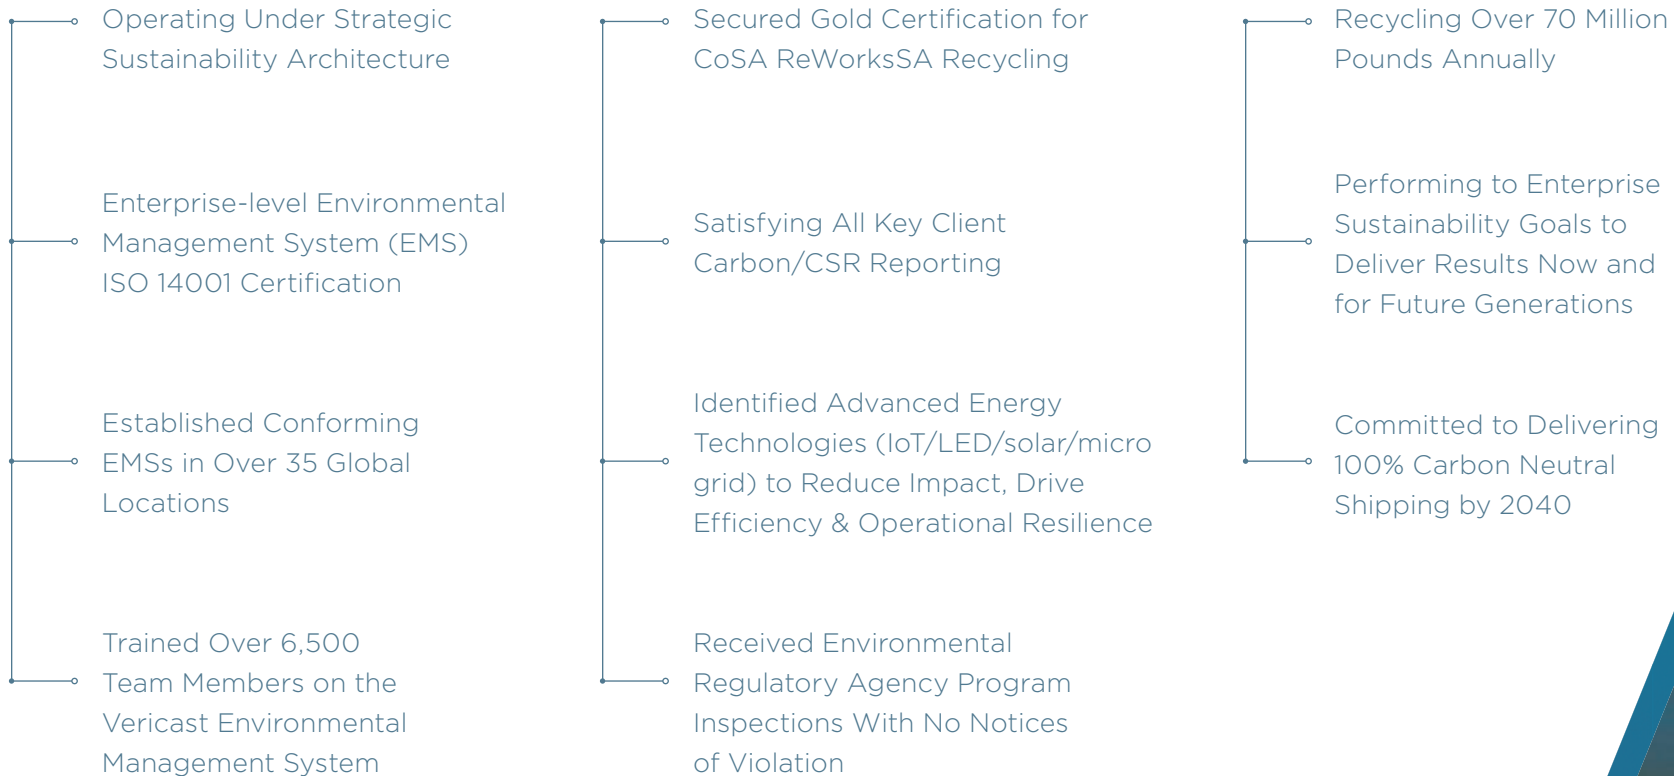 Operating Under Strategic
Sustainability Architecture
Enterprise-level Environmental
Management System (EMS)
ISO 14001 Certification
Established Conforming
EMSs in Over 35 Global
Locations
Trained Over 6,500
Team Members on the
Vericast Environmental
Management System
Secured Gold Certification for
CoSA ReWorksSA Recycling
Satisfying All Key Client
Carbon/CSR Reporting
Identified Advanced Energy
Technologies (IoT/LED/solar/micro
grid) to Reduce Impact, Drive
Efficiency & Operational Resilience
Received Environmental
Regulatory Agency Program
Inspections With No Notices
of Violation
Recycling Over 70 Million
Pounds Annually
Performing to Enterprise
Sustainability Goals to
Deliver Results Now and
for Future Generations
Committed to Delivering
100% Carbon Neutral
Shipping by 2040